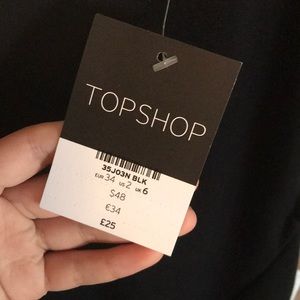 TOPSHOP
35J03N BLK
EUR 34 US 2 UK 6
$48
€34
£25